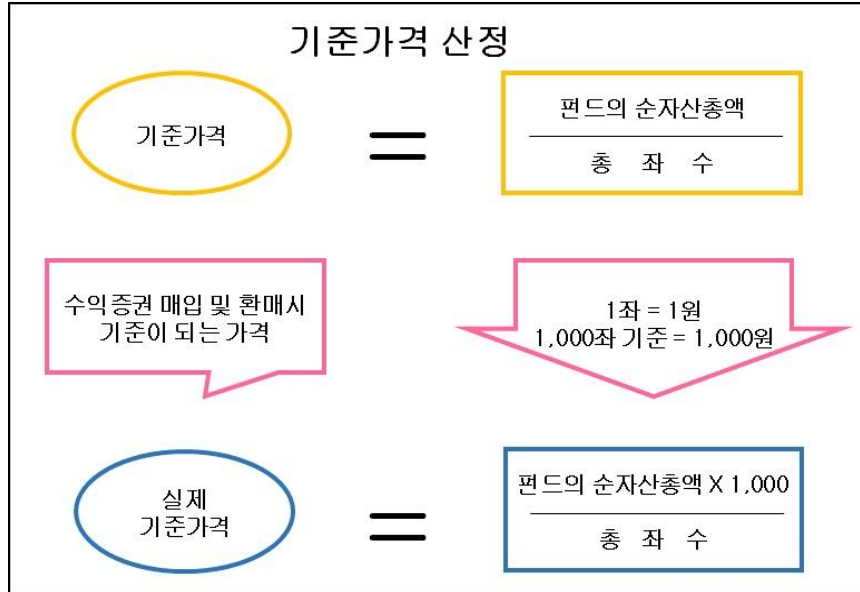 기준가격 산정
기준가격
=
펀드의 순자산총액
총 좌 수
수익증권 매입 및 환매시
기준이 되는 가격
1좌 = 1원
1,000좌 기준 = 1,000원
실제
기준가격
=
펀드의 순자산총액 X 1,000
총 좌 수